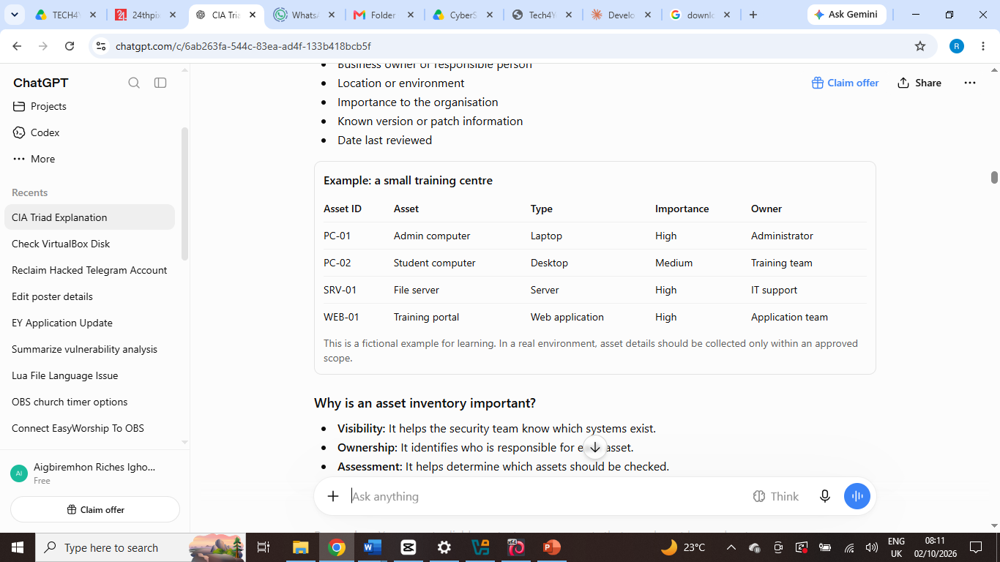 TECH4Y
24thpix
CIA Tria
Whats
Folder
CyberS
Tech4Y
Develo
downlo
Ask Gemini
chatgpt.com/c/6ab263fa-544c-83ea-ad4f-133b418bcb5f
R
ChatGPT
Projects
Codex
More
Recents
CIA Triad Explanation
Check VirtualBox Disk
Reclaim Hacked Telegram Account
Edit poster details
EY Application Update
Summarize vulnerability analysis
Lua File Language Issue
OBS church timer options
Connect EasyWorship To OBS
AI
Aigbiremhon Riches Igho...
Free
Claim offer
Claim offer
Share
Business owner or responsible person
Location or environment
Importance to the organisation
Known version or patch information
Date last reviewed
Example: a small training centre
Asset ID Asset Type Importance Owner
PC-01 Admin computer Laptop High Administrator
PC-02 Student computer Desktop Medium Training team
SRV-01 File server Server High IT support
WEB-01 Training portal Web application High Application team
This is a fictional example for learning. In a real environment, asset details should be collected only within an approved
scope.
Why is an asset inventory important?
Visibility: It helps the security team know which systems exist.
Ownership: It identifies who is responsible for asset.
Assessment: It helps determine which assets should be checked.
Ask anything
Think
Type here to search
23°C
ENG
UK
08:11
02/10/2026